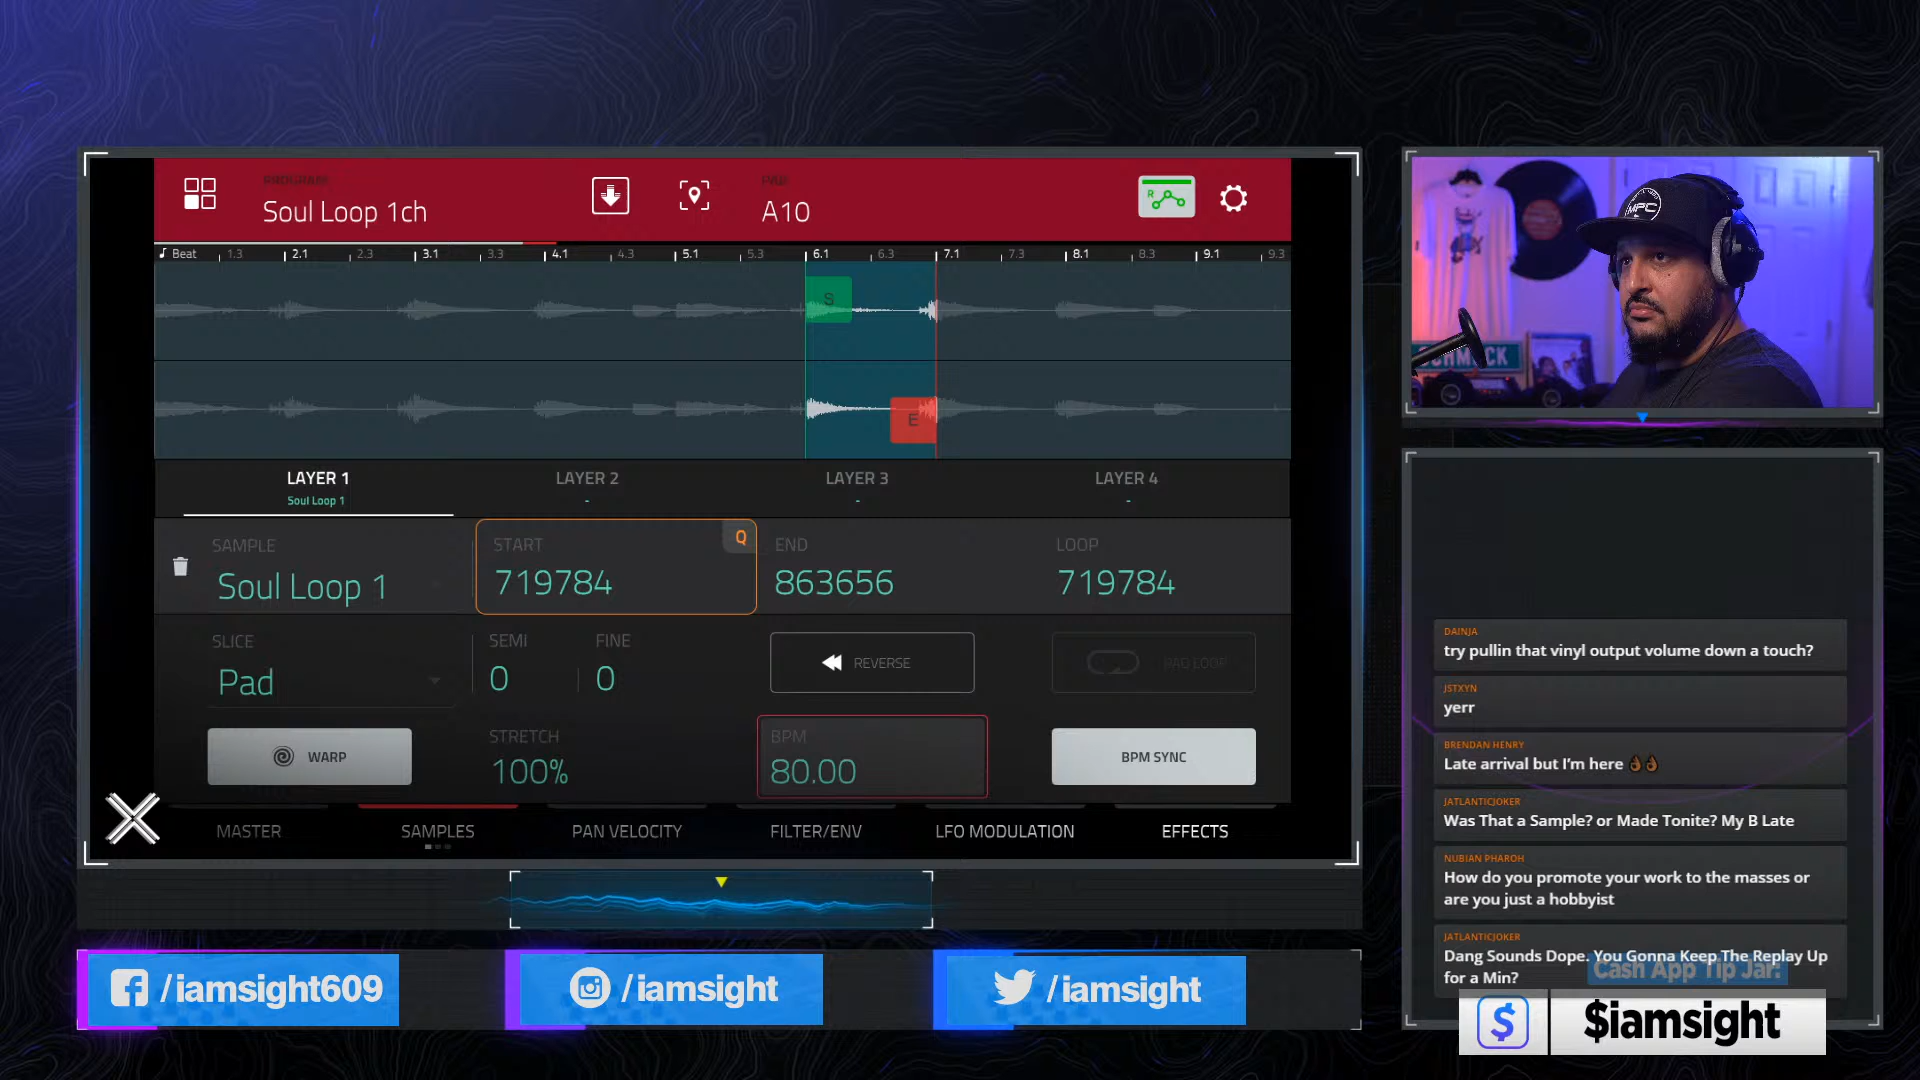 PROGRAM
Soul Loop 1ch
PAD
A10
R
Beat 1.3 2.1 2.3 3.1 3.3 4.1 4.3 5.1 5.3 6.1 6.3 7.1 7.3 8.1 8.3 9.1 9.3
S
E
LAYER 1
LAYER 2
LAYER 3
LAYER 4
Soul Loop 1
-
-
-
SAMPLE
Soul Loop 1
START
Q
719784
END
863656
LOOP
719784
SLICE
Pad
SEMI
0
FINE
0
REVERSE
PAD LOOP
WARP
STRETCH
100%
BPM
80.00
BPM SYNC
MASTER
SAMPLES
PAN VELOCITY
FILTER/ENV
LFO MODULATION
EFFECTS
MPC
DAINJA
try pullin that vinyl output volume down a touch?
JSTXYN
yerr
BRENDAN HENRY
Late arrival but I'm here 👌🏾👌🏾
JATLANTICJOKER
Was That a Sample? or Made Tonite? My B Late
NUBIAN PHAROH
How do you promote your work to the masses or
are you just a hobbyist
JATLANTICJOKER
Dang Sounds Dope. You Gonna Keep The Replay Up
for a Min?
Cash App Tip Jar:
$iamsight
/iamsight609
/iamsight
/iamsight